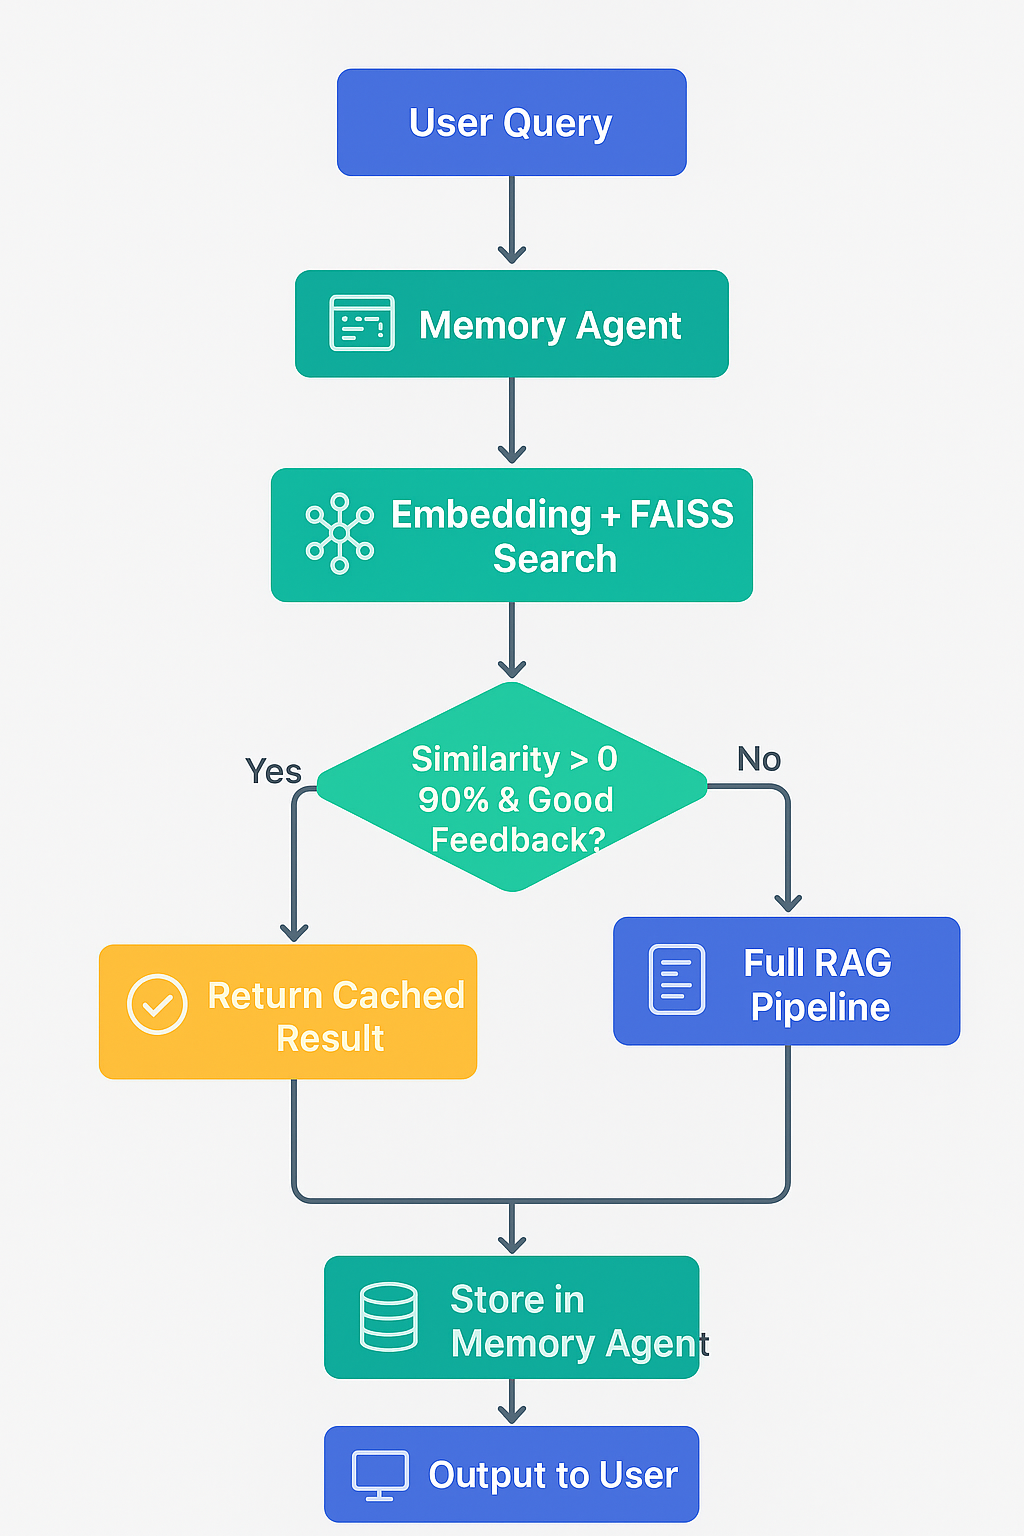 User Query
Memory Agent
Embedding + FAISS
Search
Similarity > 0
90% & Good
Feedback?
Yes
No
Return Cached
Result
Full RAG
Pipeline
Store in
Memory Agent
Output to User